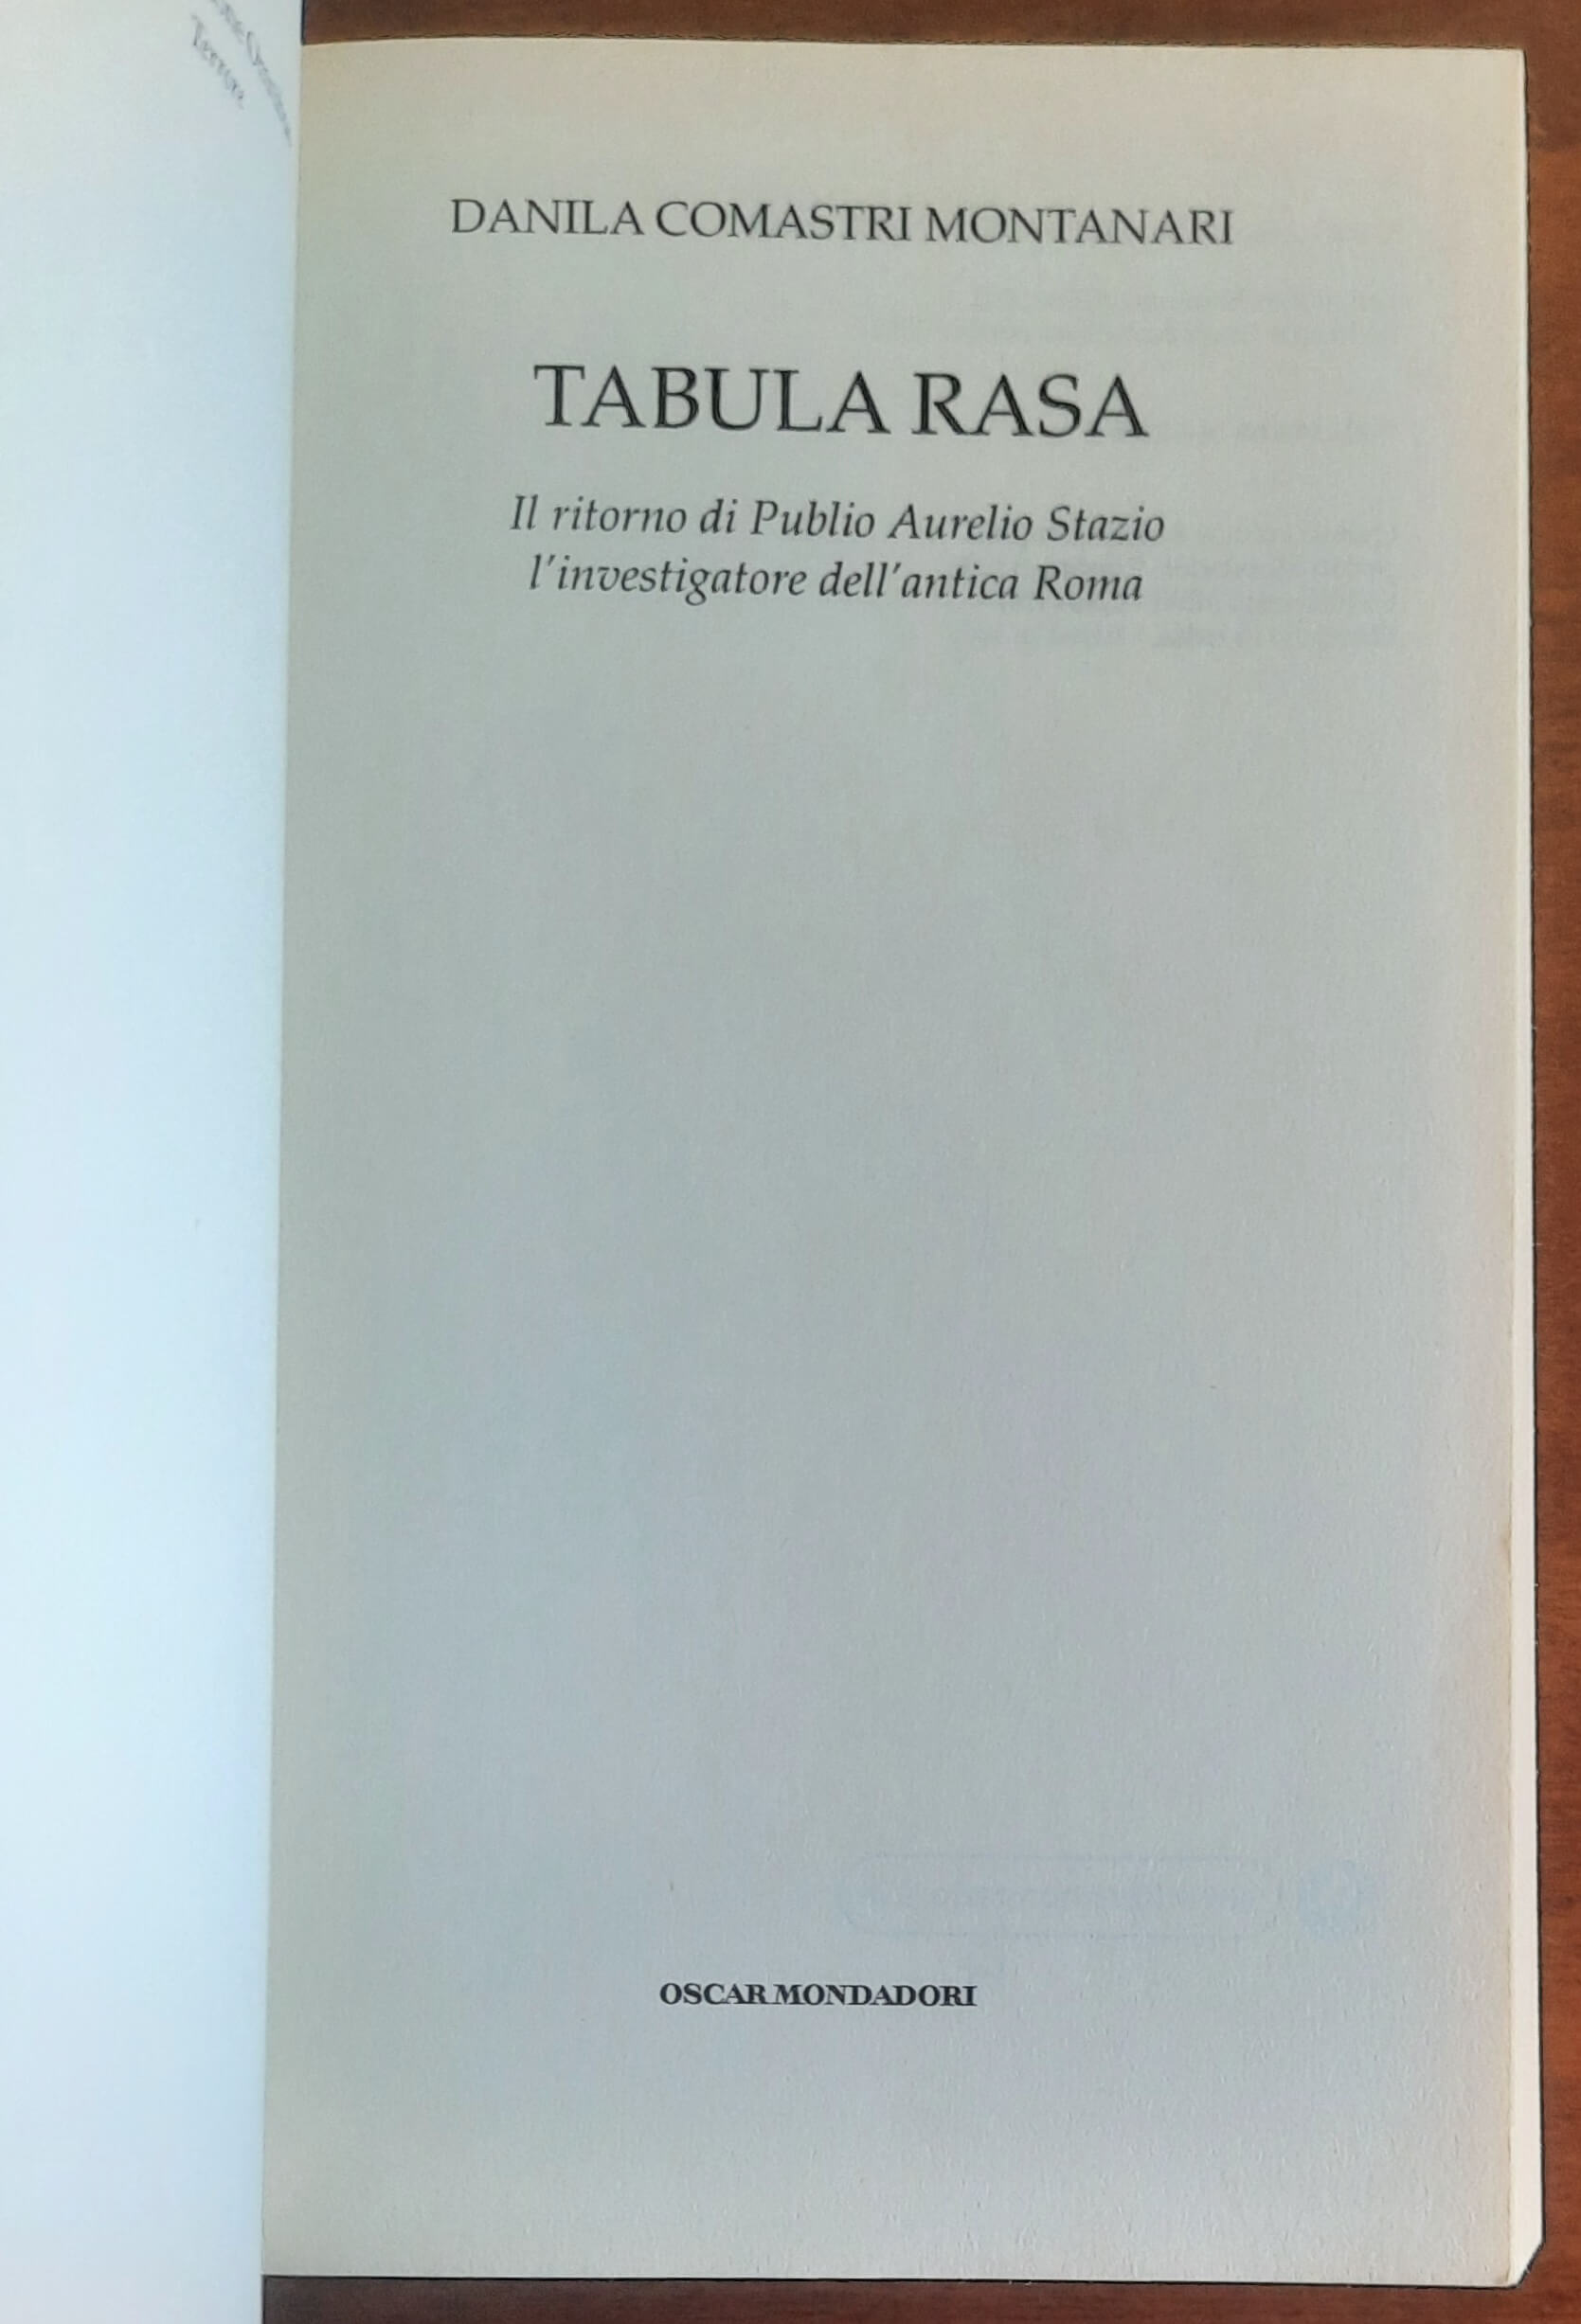 DANILA COMASTRI MONTANARI
TABULA RASA
Il ritorno di Publio Aurelio Stazio
l'investigatore dell'antica Roma
OSCAR MONDADORI